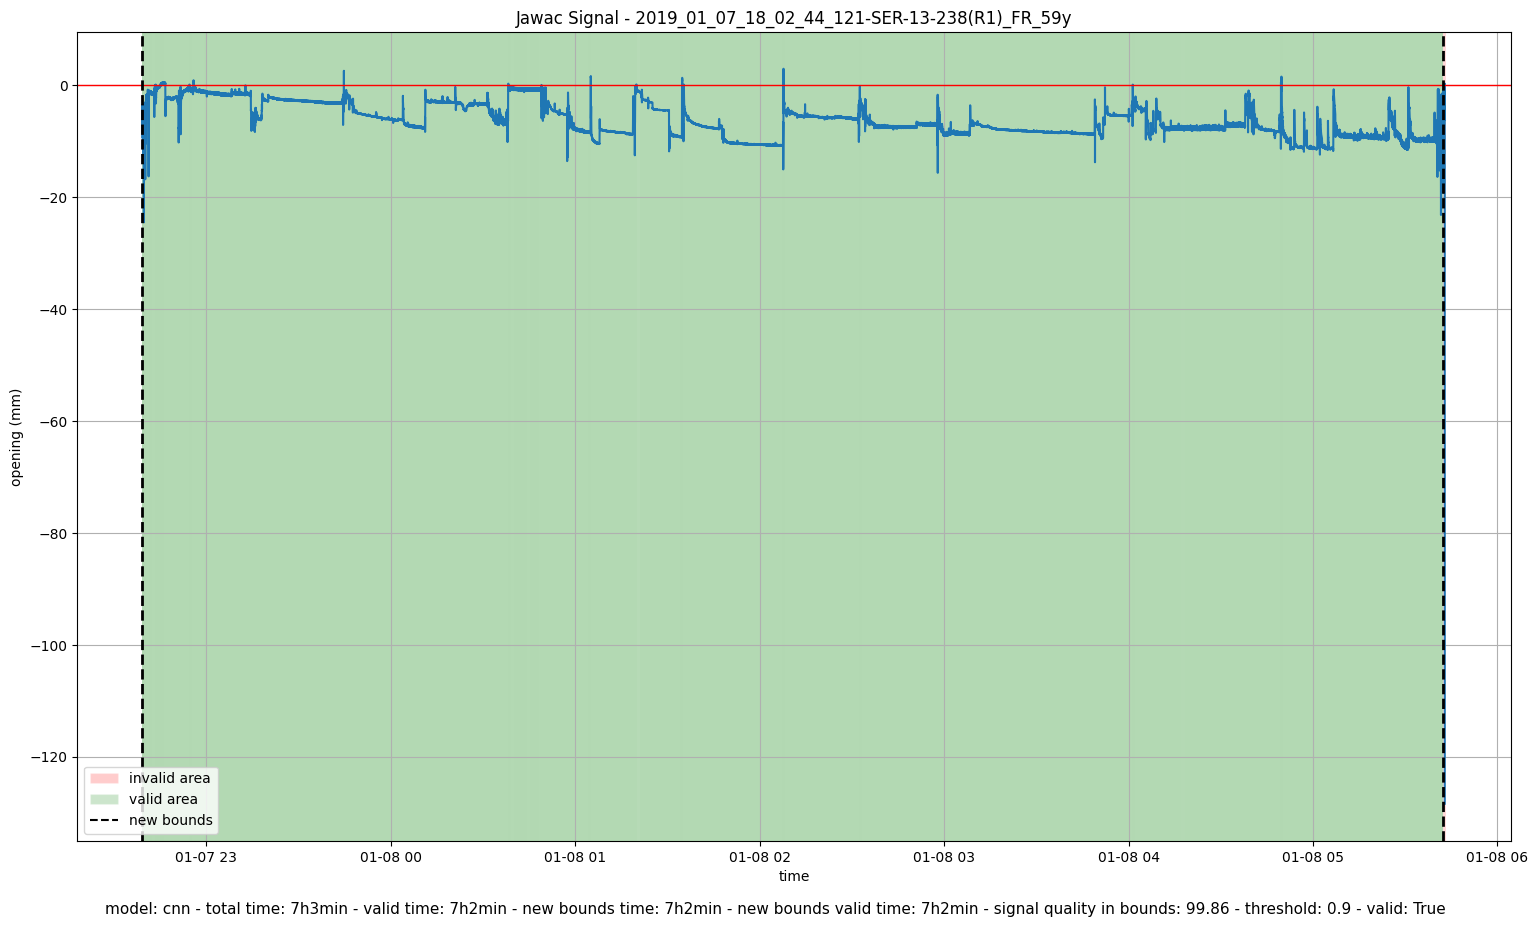 Jawac Signal - 2019_01_07_18_02_44_121-SER-13-238(R1)_FR_59y
opening (mm)
0
−20
−40
−60
−80
−100
−120
invalid area
valid area
new bounds
01-07 23
01-08 00
01-08 01
01-08 02
01-08 03
01-08 04
01-08 05
01-08 06
time
model: cnn - total time: 7h3min - valid time: 7h2min - new bounds time: 7h2min - new bounds valid time: 7h2min - signal quality in bounds: 99.86 - threshold: 0.9 - valid: True